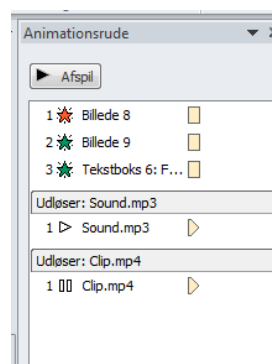 Animationsrude
Afspil
1 Billede 8
2 Billede 9
3 Tekstboks 6: F...
Udløser: Sound.mp3
1 Sound.mp3
Udløser: Clip.mp4
1 Clip.mp4